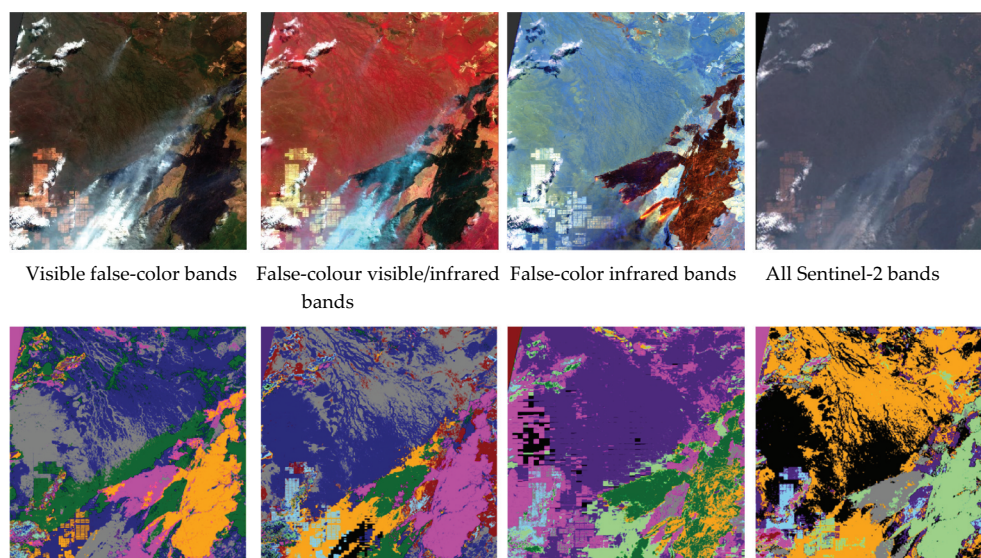 Visible false-color bands
False-colour visible/infrared
bands
False-color infrared bands
All Sentinel-2 bands